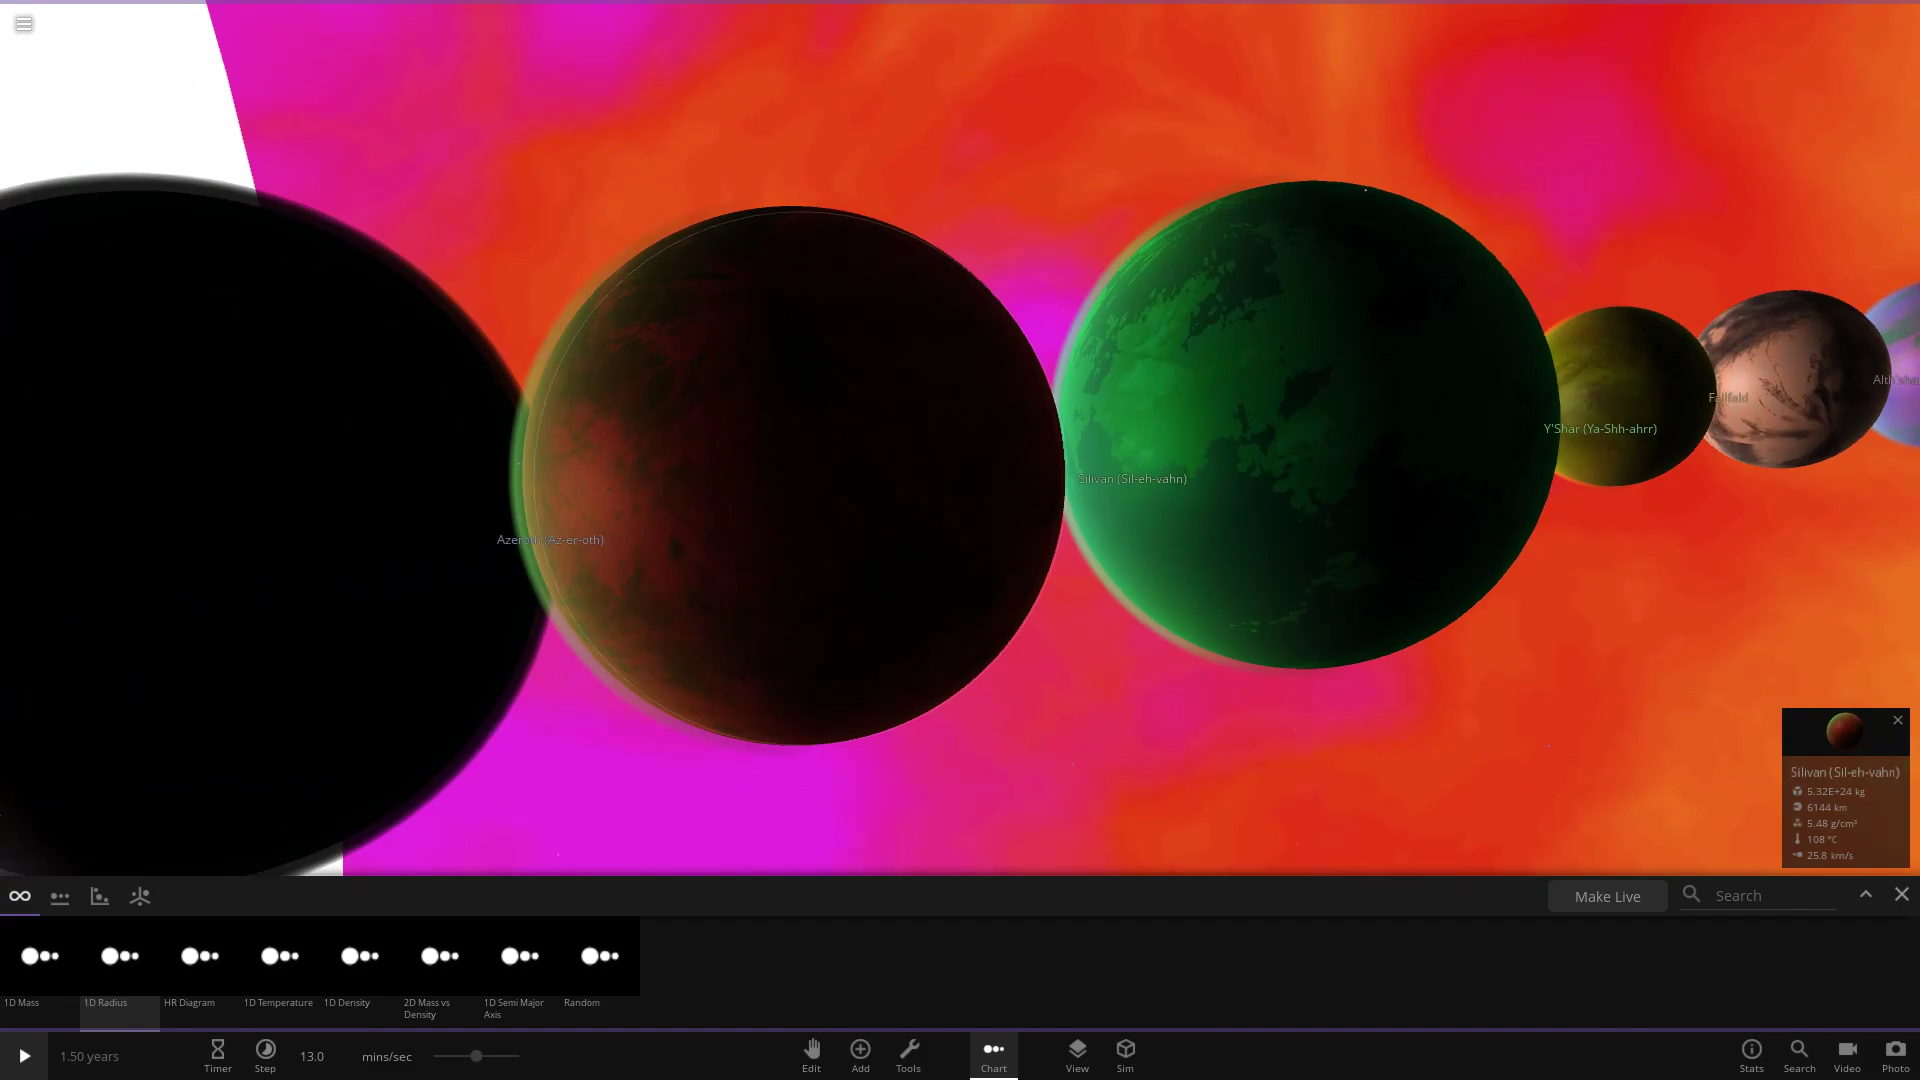 Alth'sha
Fallfald
Y'Shar (Ya-Shh-ahrr)
Silivan (Sil-eh-vahn)
Azeroth (Az-er-oth)
Silivan (Sil-eh-vahn)
5.32E+24 kg
6144 km
5.48 g/cm³
108 °C
25.8 km/s
Make Live
Search
1D Mass
1D Radius
HR Diagram
1D Temperature
1D Density
2D Mass vs
Density
1D Semi Major
Axis
Random
1.50 years
Timer
Step
13.0
mins/sec
Edit
Add
Tools
Chart
View
Sim
Stats
Search
Video
Photo